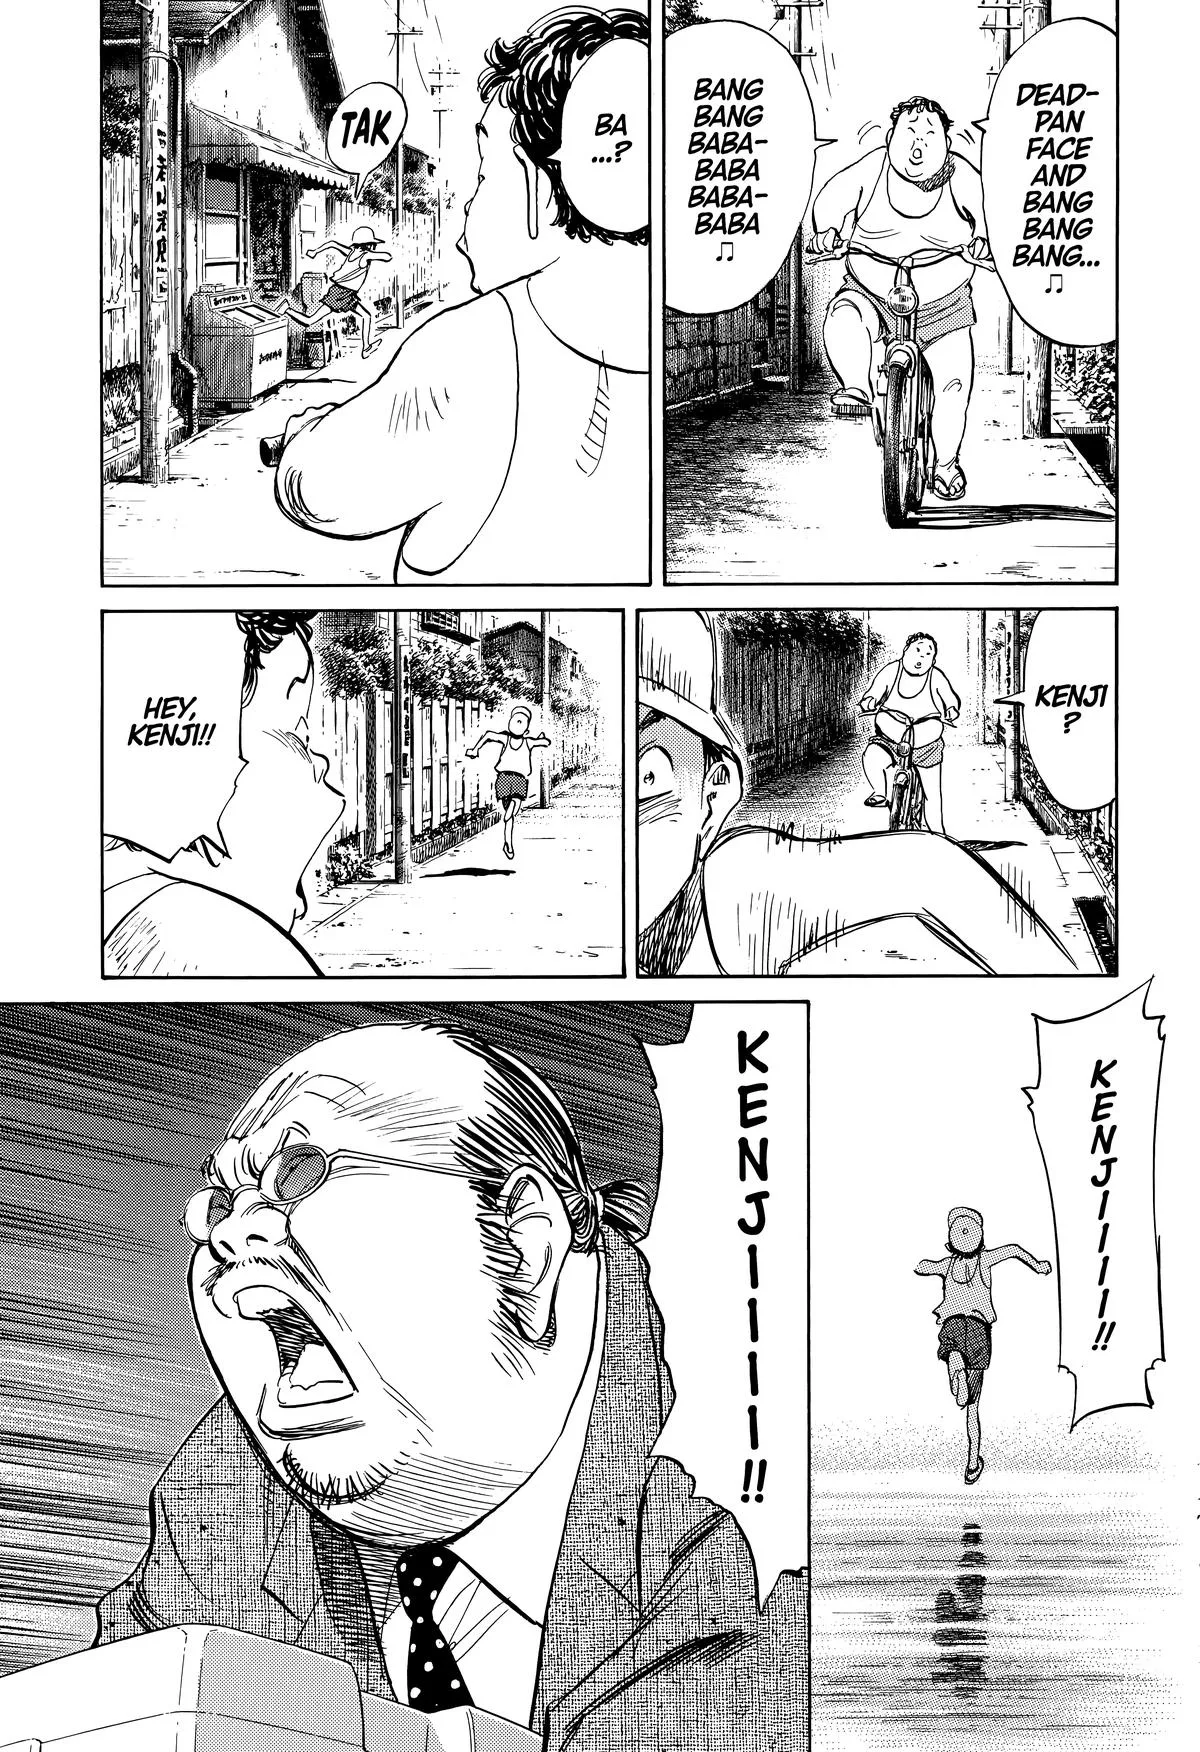 DEAD-
PAN
FACE
AND
BANG
BANG
BANG...
♫
BANG
BANG
BABA-
BABA
BABA-
BABA
♫
BA
...?
TAK
KENJI
?
HEY,
KENJI!!
KENJIIIII!!
KENJIIIII!!